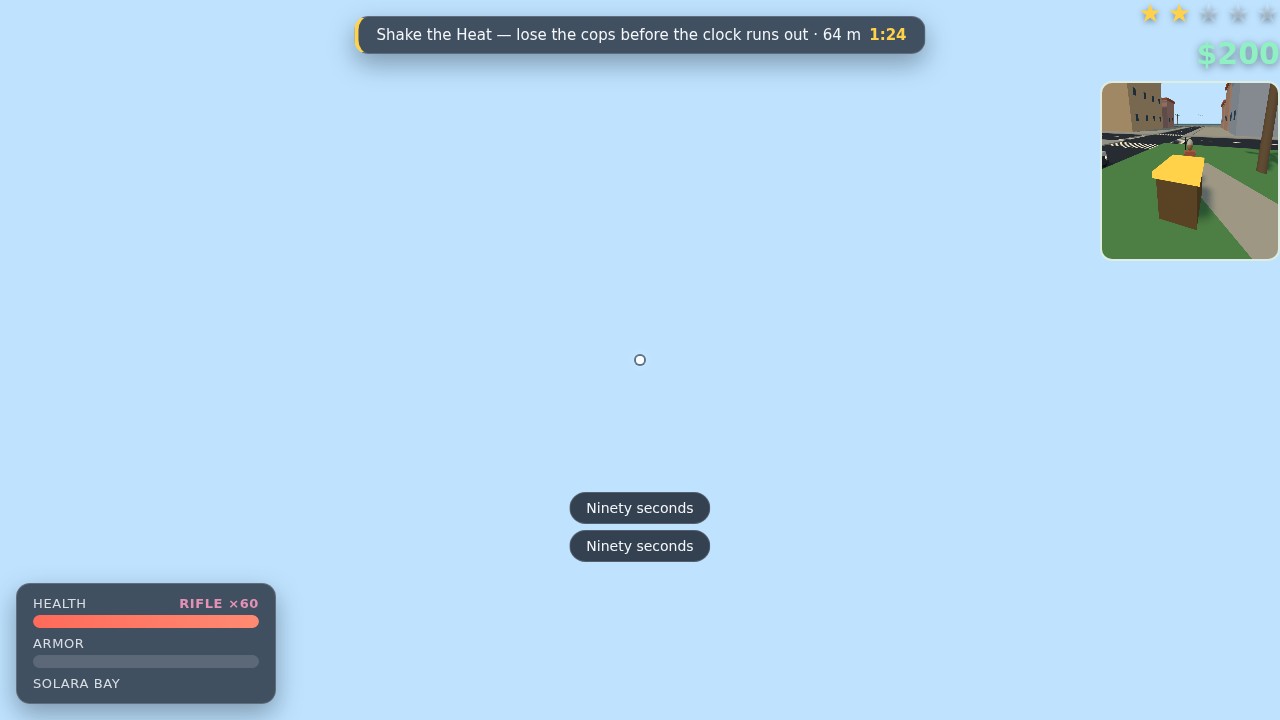 Shake the Heat — lose the cops before the clock runs out · 64 m 1:24
$200
Ninety seconds
Ninety seconds
HEALTH RIFLE ×60
ARMOR
SOLARA BAY